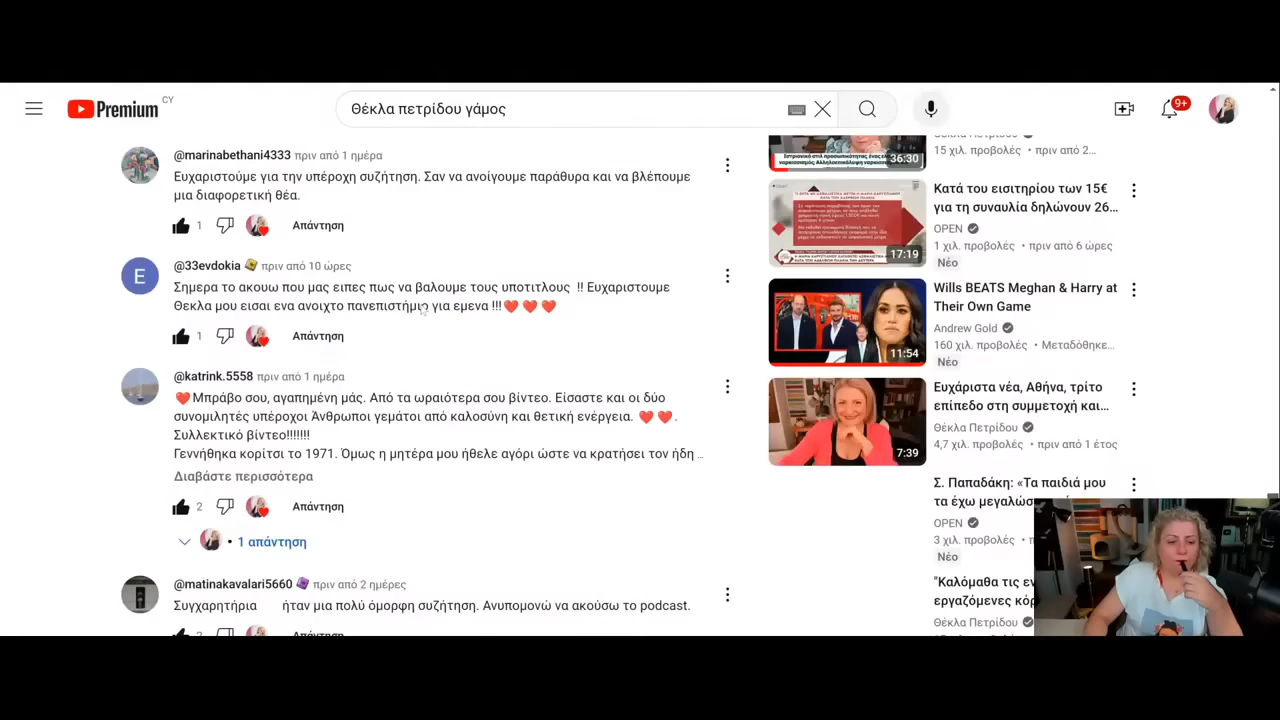 Premium CY
Θέκλα πετρίδου γάμος
9+
@marinabethani4333 πριν από 1 ημέρα
Ευχαριστούμε για την υπέροχη συζήτηση. Σαν να ανοίγουμε παράθυρα και να βλέπουμε
μια διαφορετική θέα.
1
Απάντηση
E
@33evdokia πριν από 10 ώρες
Σημερα το ακουω που μας ειπες πως να βαλουμε τους υποτιτλους !! Ευχαριστουμε
Θεκλα μου εισαι ενα ανοιχτο πανεπιστήμιο για εμενα !!!❤️ ❤️ ❤️
1
Απάντηση
@katrink.5558 πριν από 1 ημέρα
❤️Μπράβο σου, αγαπημένη μάς. Από τα ωραιότερα σου βίντεο. Είσαστε και οι δύο
συνομιλητές υπέροχοι Άνθρωποι γεμάτοι από καλοσύνη και θετική ενέργεια. ❤️ ❤️.
Συλλεκτικό βίντεο!!!!!!!
Γεννήθηκα κορίτσι το 1971. Όμως η μητέρα μου ήθελε αγόρι ώστε να κρατήσει τον ήδη ...
Διαβάστε περισσότερα
2
Απάντηση
• 1 απάντηση
@matinakavalari5660 πριν από 2 ημέρες
Συγχαρητήρια ήταν μια πολύ όμορφη συζήτηση. Ανυπομονώ να ακούσω το podcast.
Απάντηση
36:30
Θέκλα Πετρίδου
15 χιλ. προβολές • πριν από 2...
17:19
Κατά του εισιτηρίου των 15€
για τη συναυλία δηλώνουν 26...
OPEN
1 χιλ. προβολές • πριν από 6 ώρες
Νέο
11:54
Wills BEATS Meghan & Harry at
Their Own Game
Andrew Gold
160 χιλ. προβολές • Μεταδόθηκε...
Νέο
7:39
Ευχάριστα νέα, Αθήνα, τρίτο
επίπεδο στη συμμετοχή και...
Θέκλα Πετρίδου
4,7 χιλ. προβολές • πριν από 1 έτος
Σ. Παπαδάκη: «Τα παιδιά μου
τα έχω μεγαλώσ
OPEN
3 χιλ. προβολές • π
Νέο
"Καλόμαθα τις εν
εργαζόμενες κόρ
Θέκλα Πετρίδου